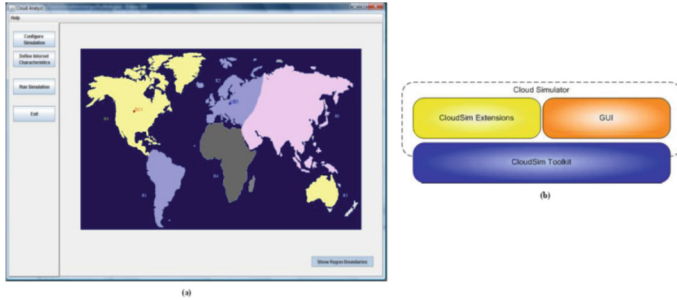 Cloud Analyst
Help
Configure
Simulation
Define Internet
Characteristics
Run Simulation
Exit
Show Region Boundaries
(a)
Cloud Simulator
CloudSim Extensions
GUI
CloudSim Toolkit
(b)